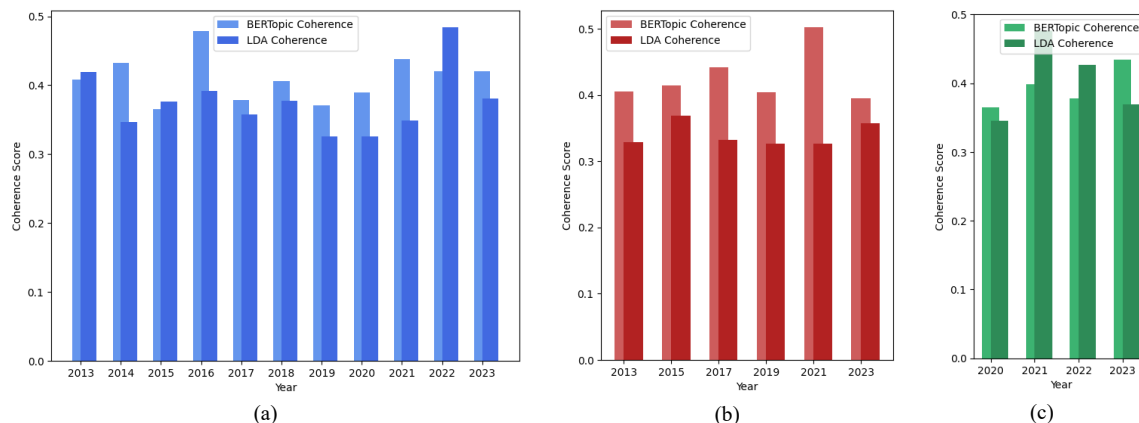 BERTopic Coherence
LDA Coherence
Coherence Score
0.5
0.4
0.3
0.2
0.1
0.0
2013 2014 2015 2016 2017 2018 2019 2020 2021 2022 2023
Year
(a)
BERTopic Coherence
LDA Coherence
Coherence Score
0.5
0.4
0.3
0.2
0.1
0.0
2013 2015 2017 2019 2021 2023
Year
(b)
BERTopic Coherence
LDA Coherence
Coherence Score
0.5
0.4
0.3
0.2
0.1
0.0
2020 2021 2022 2023
Year
(c)